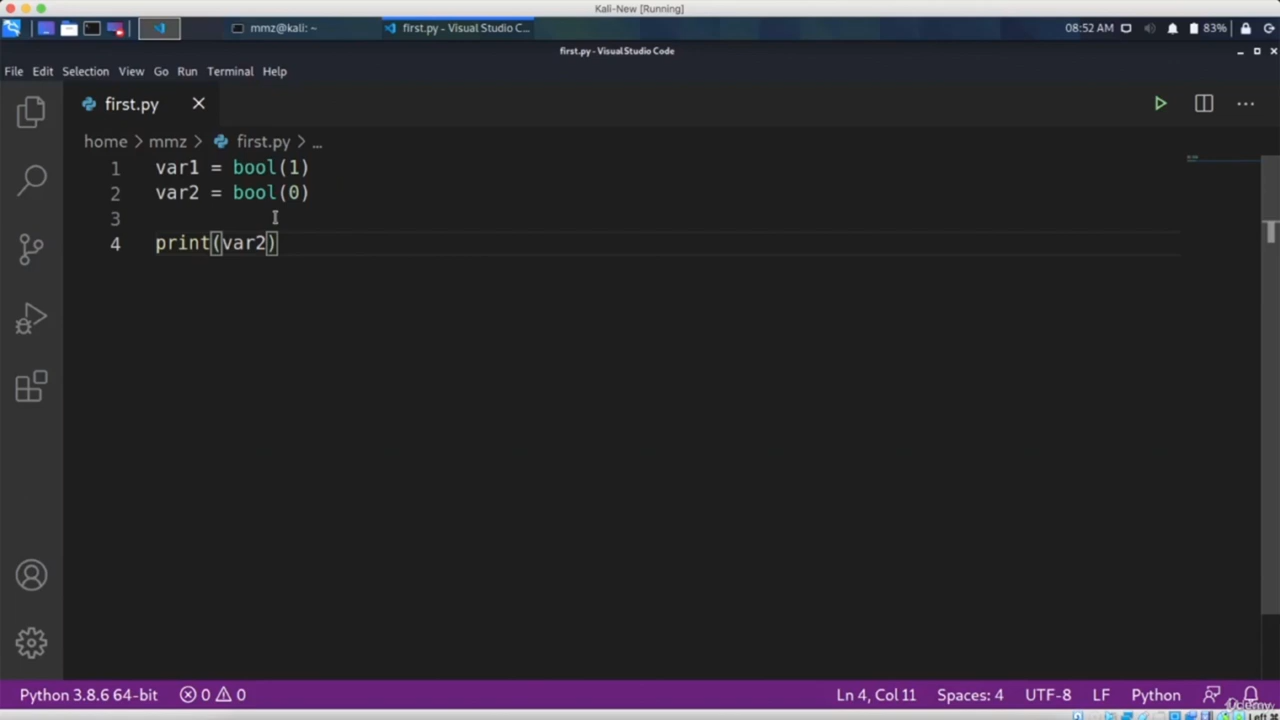 Kali-New [Running]
mmz@kali: ~
first.py - Visual Studio C...
08:52 AM
83%
first.py - Visual Studio Code
File Edit Selection View Go Run Terminal Help
first.py
home > mmz > first.py > ...
1 var1 = bool(1)
2 var2 = bool(0)
3
4 print(var2)
Python 3.8.6 64-bit 0 0 Ln 4, Col 11 Spaces: 4 UTF-8 LF Python
Udemy
Left ⌘